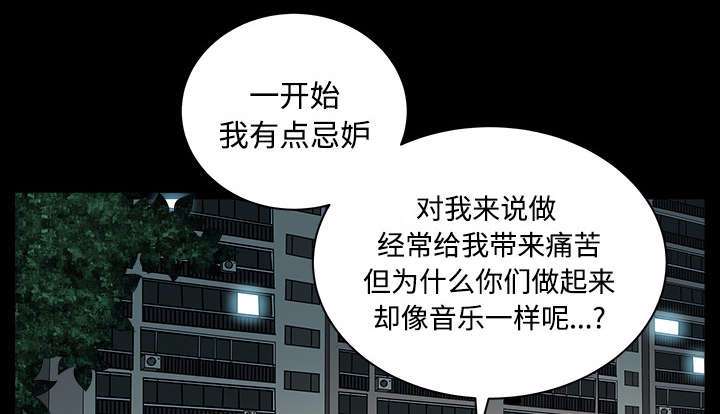 一开始
我有点忌妒
对我来说做
经常给我带来痛苦
但为什么你们做起来
却像音乐一样呢...?